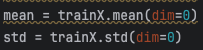 mean = trainX.mean(dim=0)
std = trainX.std(dim=0)